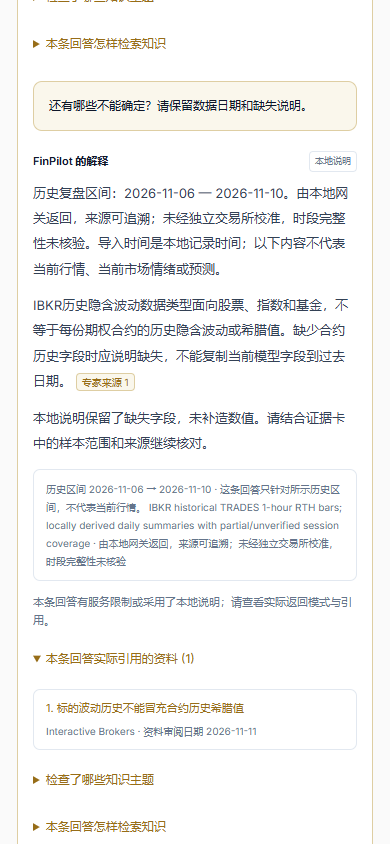 ▶ 本条回答怎样检索知识
还有哪些不能确定？请保留数据日期和缺失说明。
FinPilot 的解释
本地说明
历史复盘区间：2026-11-06 — 2026-11-10。由本地网
关返回，来源可追溯；未经独立交易所校准，时段完整
性未核验。导入时间是本地记录时间；以下内容不代表
当前行情、当前市场情绪或预测。
IBKR历史隐含波动数据类型面向股票、指数和基金，不
等于每份期权合约的历史隐含波动或希腊值。缺少合约
历史字段时应说明缺失，不能复制当前模型字段到过去
日期。 专家来源 1
本地说明保留了缺失字段，未补造数值。请结合证据卡
中的样本范围和来源继续核对。
历史区间 2026-11-06 → 2026-11-10 · 这条回答只针对所示历史区
间，不代表当前行情。 IBKR historical TRADES 1-hour RTH bars;
locally derived daily summaries with partial/unverified session
coverage · 由本地网关返回，来源可追溯；未经独立交易所校准，
时段完整性未核验
本条回答有服务限制或采用了本地说明；请查看实际返回模式与引
用。
▼ 本条回答实际引用的资料 (1)
1. 标的波动历史不能冒充合约历史希腊值
Interactive Brokers · 资料审阅日期 2026-11-11
▶ 检查了哪些知识主题
▶ 本条回答怎样检索知识